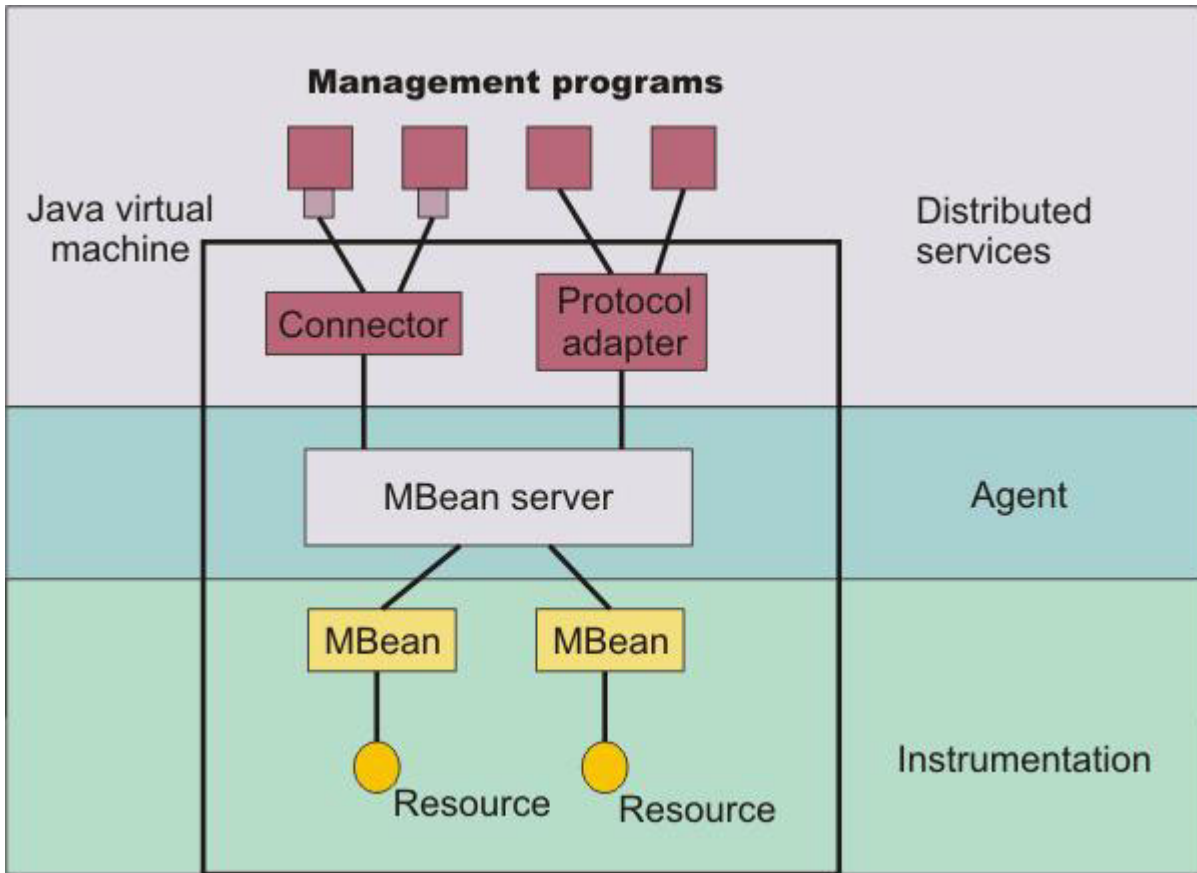 Management programs
Java virtual
machine
Distributed
services
Connector
Protocol
adapter
MBean server
Agent
MBean
MBean
Instrumentation
Resource
Resource